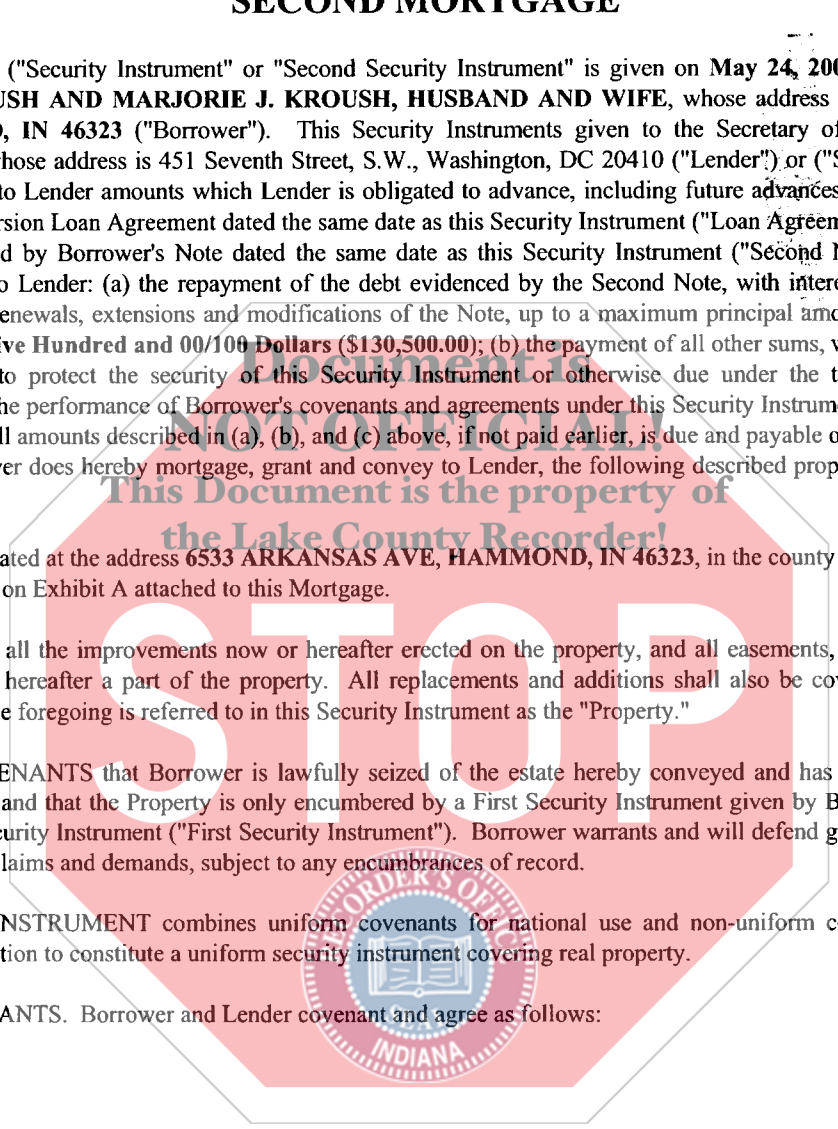 SECOND MORTGAGE
("Security Instrument" or "Second Security Instrument" is given on May 24, 200
USH AND MARJORIE J. KROUSH, HUSBAND AND WIFE, whose address
, IN 46323 ("Borrower"). This Security Instruments given to the Secretary of
hose address is 451 Seventh Street, S.W., Washington, DC 20410 ("Lender") or ("S
to Lender amounts which Lender is obligated to advance, including future advances
rsion Loan Agreement dated the same date as this Security Instrument ("Loan Agreem
d by Borrower's Note dated the same date as this Security Instrument ("Second N
o Lender: (a) the repayment of the debt evidenced by the Second Note, with intere
enewals, extensions and modifications of the Note, up to a maximum principal amo
ive Hundred and 00/100 Dollars ($130,500.00); (b) the payment of all other sums, w
Document is
to protect the security of this Security Instrument or otherwise due under the t
he performance of Borrower's covenants and agreements under this Security Instrume
NOT OFFICIAL!
ll amounts described in (a), (b), and (c) above, if not paid earlier, is due and payable o
er does hereby mortgage, grant and convey to Lender, the following described prop
This Document is the property of
the Lake County Recorder!
ated at the address 6533 ARKANSAS AVE, HAMMOND, IN 46323, in the county
on Exhibit A attached to this Mortgage.
STOP
all the improvements now or hereafter erected on the property, and all easements,
hereafter a part of the property. All replacements and additions shall also be cov
e foregoing is referred to in this Security Instrument as the "Property."
ENANTS that Borrower is lawfully seized of the estate hereby conveyed and has
and that the Property is only encumbered by a First Security Instrument given by B
curity Instrument ("First Security Instrument"). Borrower warrants and will defend g
laims and demands, subject to any encumbrances of record.
RECORDER'S OFFICE
NSTRUMENT combines uniform covenants for national use and non-uniform c
tion to constitute a uniform security instrument covering real property.
ANTS. Borrower and Lender covenant and agree as follows:
INDIANA